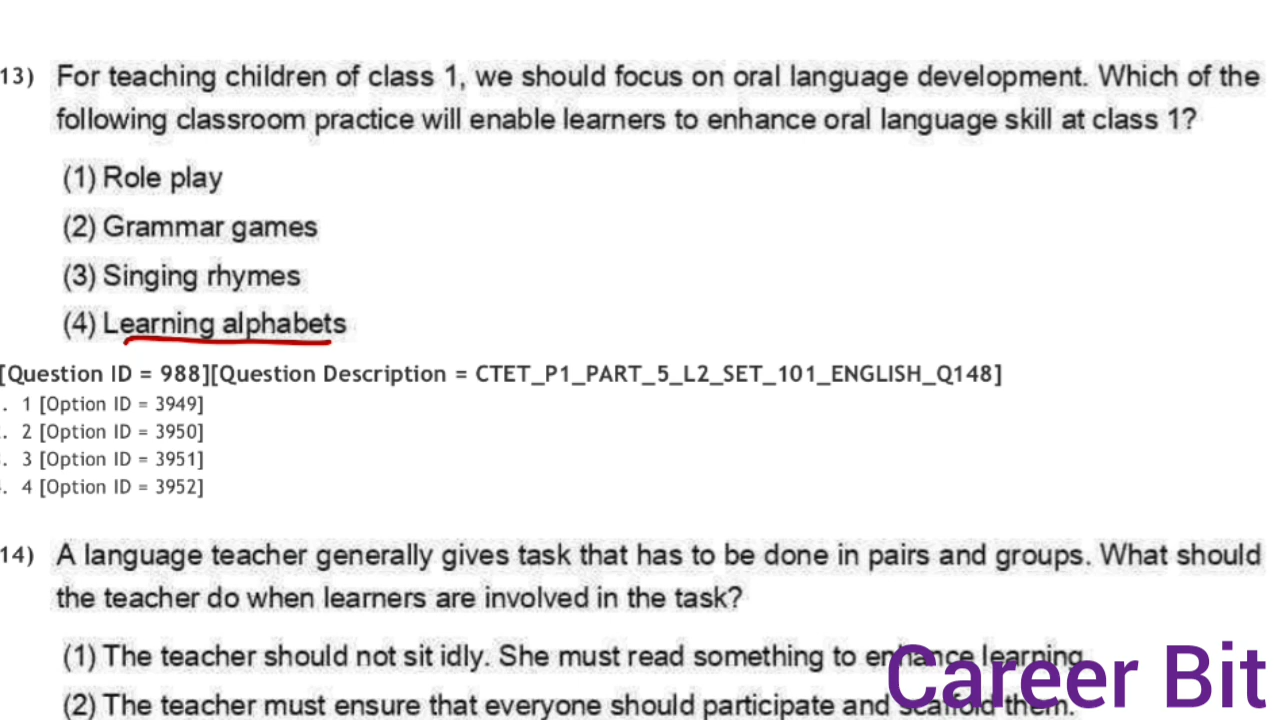 13) For teaching children of class 1, we should focus on oral language development. Which of the
following classroom practice will enable learners to enhance oral language skill at class 1?
(1) Role play
(2) Grammar games
(3) Singing rhymes
(4) Learning alphabets
[Question ID = 988][Question Description = CTET_P1_PART_5_L2_SET_101_ENGLISH_Q148]
. 1 [Option ID = 3949]
. 2 [Option ID = 3950]
. 3 [Option ID = 3951]
. 4 [Option ID = 3952]
14) A language teacher generally gives task that has to be done in pairs and groups. What should
the teacher do when learners are involved in the task?
(1) The teacher should not sit idly. She must read something to enhance learning.
(2) The teacher must ensure that everyone should participate and scaffold them.
Career Bit